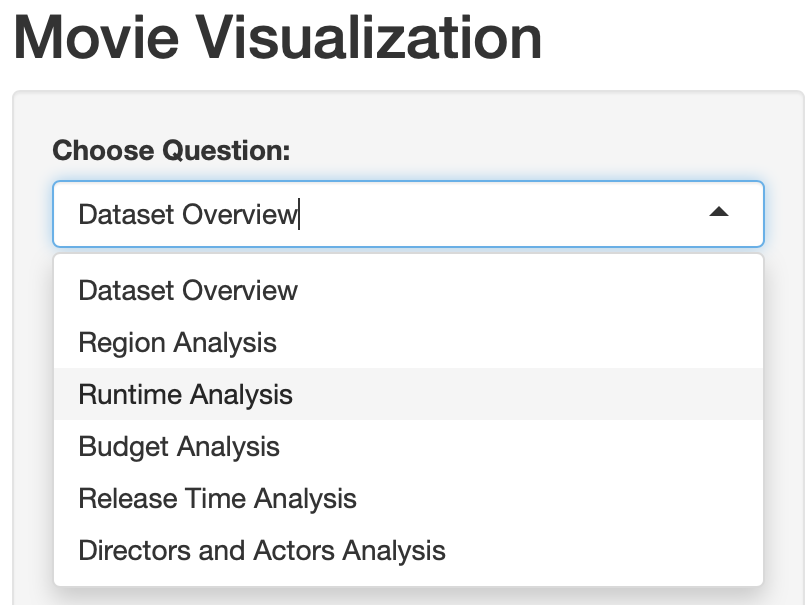 Movie Visualization
Choose Question:
Dataset Overview
Dataset Overview
Region Analysis
Runtime Analysis
Budget Analysis
Release Time Analysis
Directors and Actors Analysis